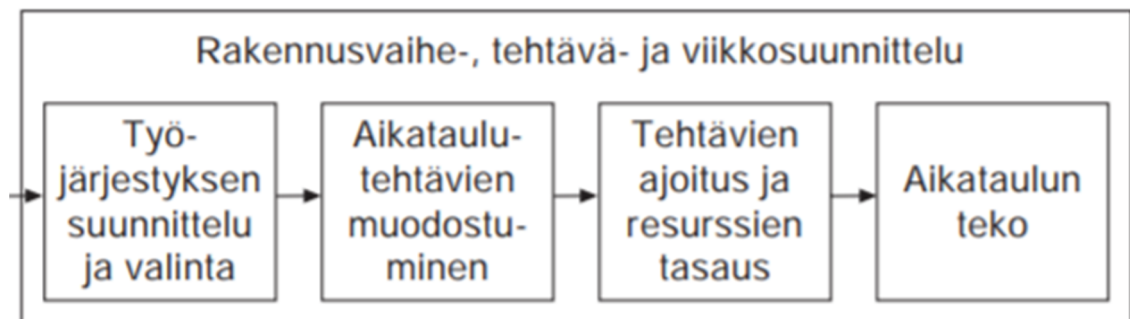 Rakennusvaihe-, tehtävä- ja viikkosuunnittelu
Työ-
järjestyksen
suunnittelu
ja valinta
Aikataulu-
tehtävien
muodostu-
minen
Tehtävien
ajoitus ja
resurssien
tasaus
Aikataulun
teko